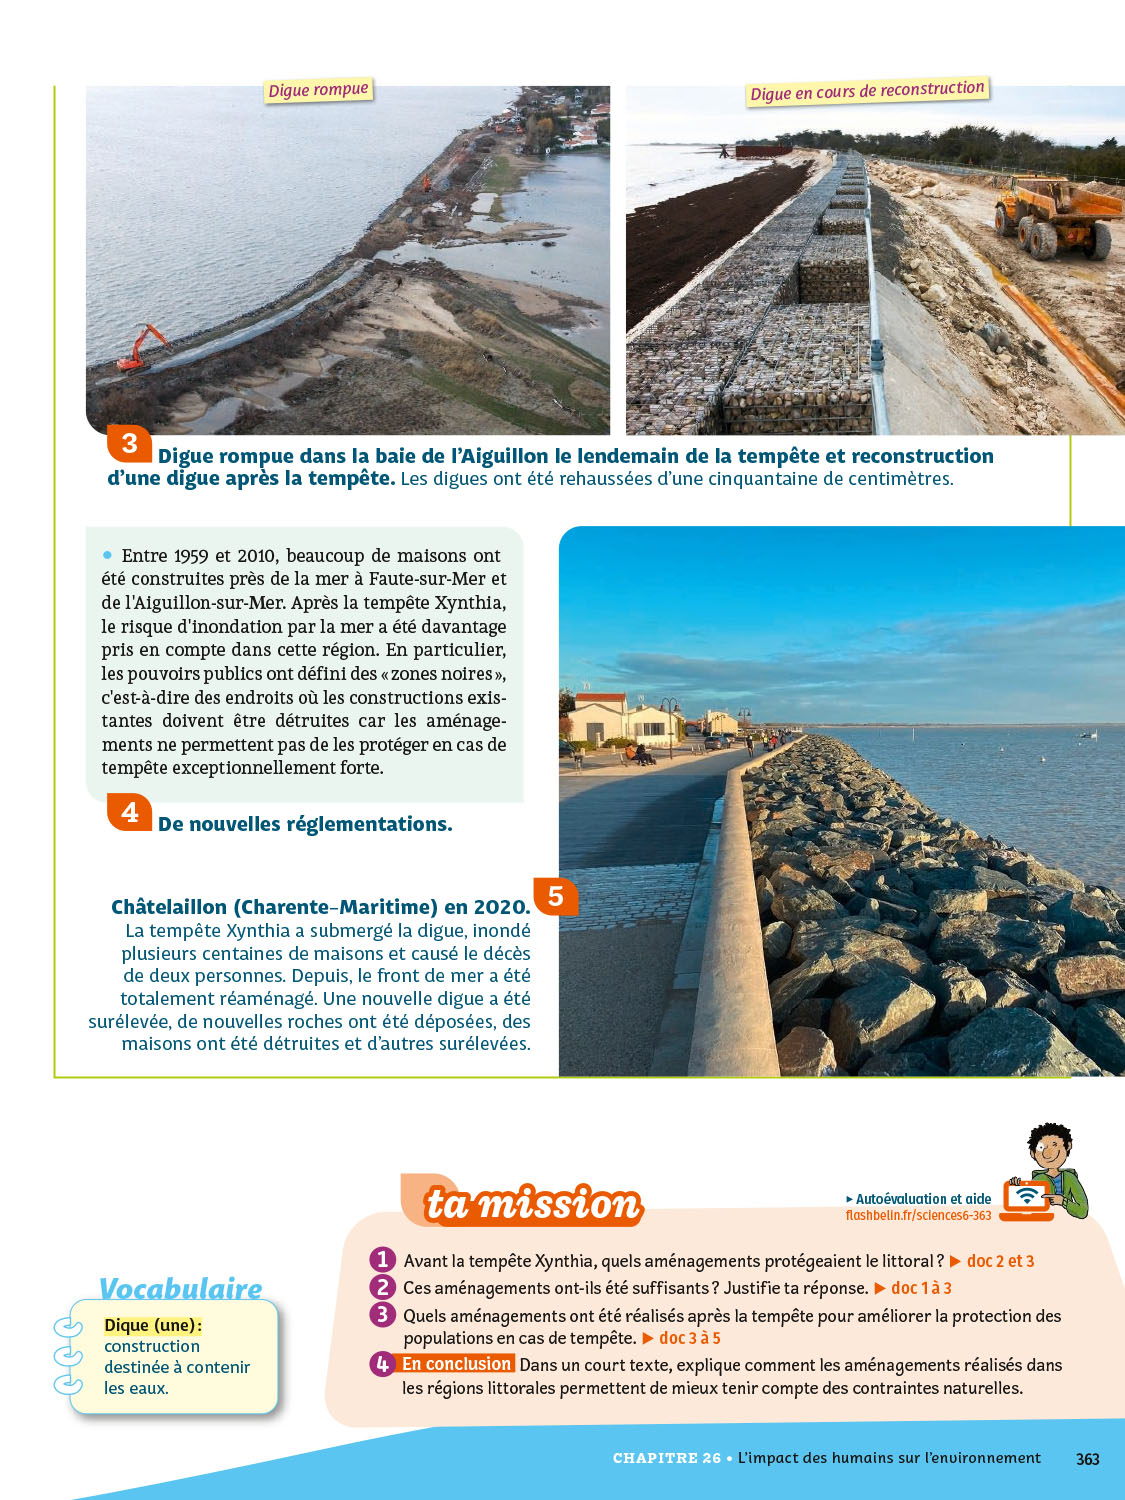 Digue rompue
Digue en cours de reconstruction
3
Digue rompue dans la baie de l'Aiguillon le lendemain de la tempête et reconstruction
d'une digue après la tempête. Les digues ont été rehaussées d'une cinquantaine de centimètres.
• Entre 1959 et 2010, beaucoup de maisons ont
été construites près de la mer à Faute-sur-Mer et
de l'Aiguillon-sur-Mer. Après la tempête Xynthia,
le risque d'inondation par la mer a été davantage
pris en compte dans cette région. En particulier,
les pouvoirs publics ont défini des « zones noires »,
c'est-à-dire des endroits où les constructions exis-
tantes doivent être détruites car les aménage-
ments ne permettent pas de les protéger en cas de
tempête exceptionnellement forte.
4
De nouvelles réglementations.
5
Châtelaillon (Charente-Maritime) en 2020.
La tempête Xynthia a submergé la digue, inondé
plusieurs centaines de maisons et causé le décès
de deux personnes. Depuis, le front de mer a été
totalement réaménagé. Une nouvelle digue a été
surélevée, de nouvelles roches ont été déposées, des
maisons ont été détruites et d'autres surélevées.
ta mission
▸ Autoévaluation et aide
flashbelin.fr/sciences6-363
1 Avant la tempête Xynthia, quels aménagements protégeaient le littoral ? ▶ doc 2 et 3
2 Ces aménagements ont-ils été suffisants ? Justifie ta réponse. ▶ doc 1 à 3
3 Quels aménagements ont été réalisés après la tempête pour améliorer la protection des
populations en cas de tempête. ▶ doc 3 à 5
4 En conclusion Dans un court texte, explique comment les aménagements réalisés dans
les régions littorales permettent de mieux tenir compte des contraintes naturelles.
Vocabulaire
Dique (une) :
construction
destinée à contenir
les eaux.
CHAPITRE 26 • L'impact des humains sur l'environnement
363